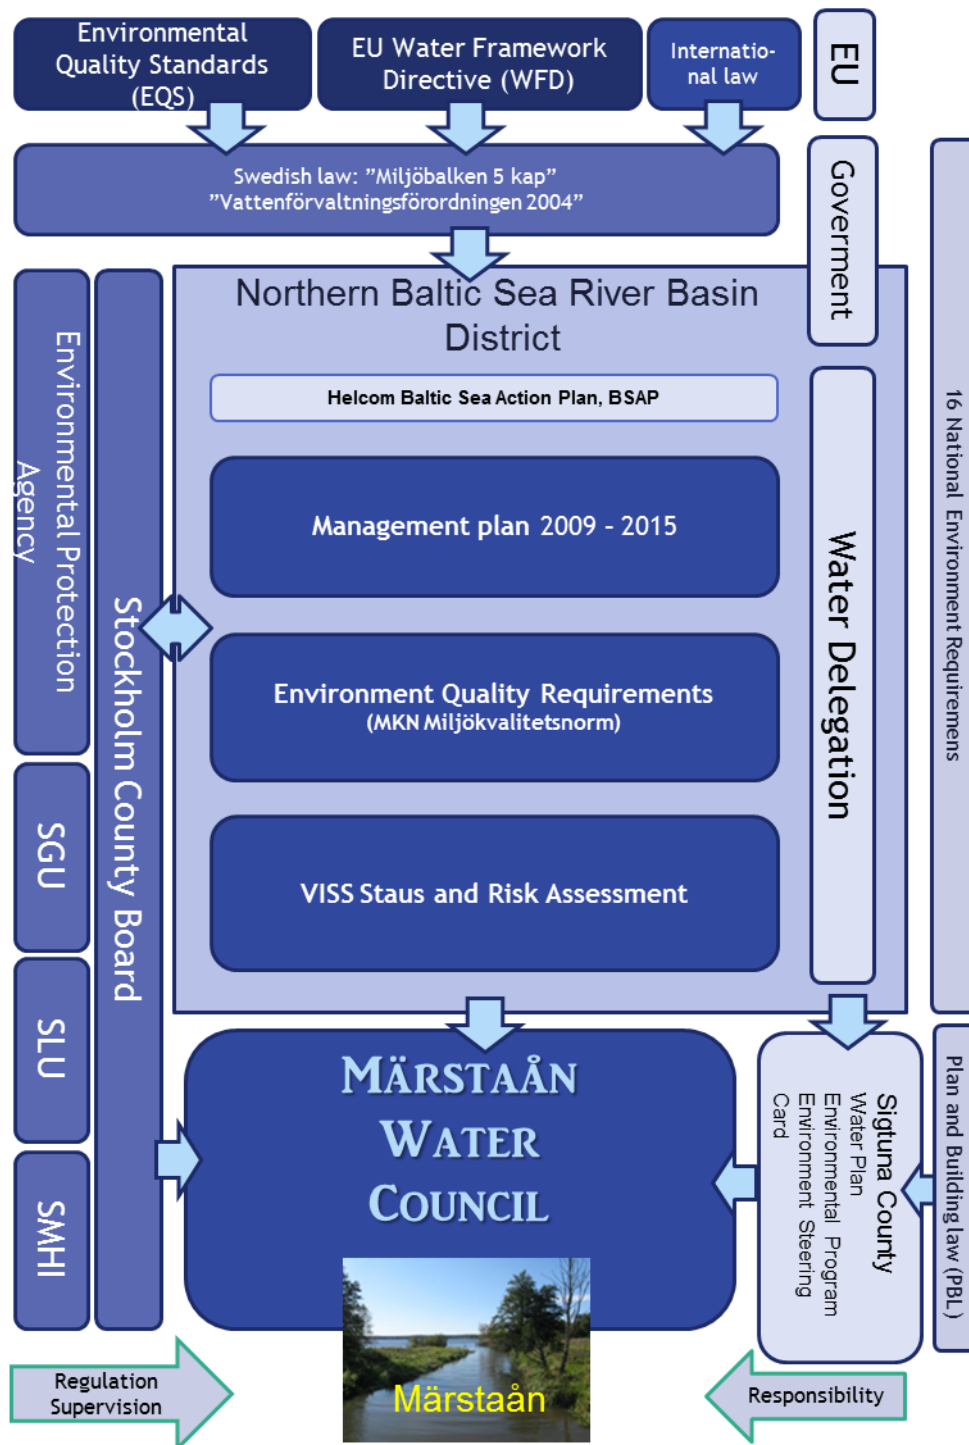 Environmental
Quality Standards
(EQS)
EU Water Framework
Directive (WFD)
Internatio-
nal law
EU
Swedish law: ”Miljöbalken 5 kap”
”Vattenförvaltningsförordningen 2004”
Goverment
Northern Baltic Sea River Basin
District
Helcom Baltic Sea Action Plan, BSAP
Management plan 2009 – 2015
Environment Quality Requirements
(MKN Miljökvalitetsnorm)
VISS Staus and Risk Assessment
Water Delegation
16 National Environment Requiremens
Environmental Protection
Agency
SGU
SLU
SMHI
Stockholm County Board
MÄRSTAÅN
WATER
COUNCIL
Märstaån
Sigtuna County
Water Plan
Environmental Program
Environment Steering
Card
Plan and Building law (PBL)
Regulation
Supervision
Responsibility